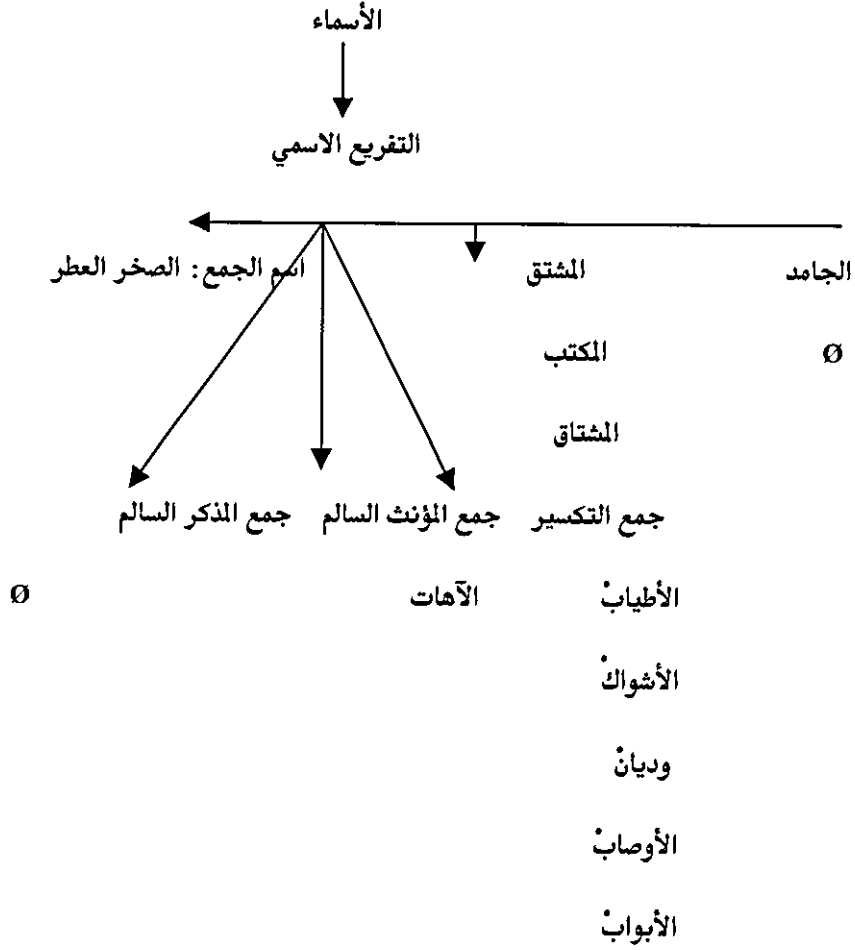 الأسماء
التفريع الاسمي
الجامد المشتق اسم الجمع: الصخر العطر
Ø المكتب
المشتاق
جمع التكسير جمع المؤنث السالم جمع المذكر السالم
الأطيابْ الآهات Ø
الأشواكْ
وديانْ
الأوصابْ
الأبوابْ